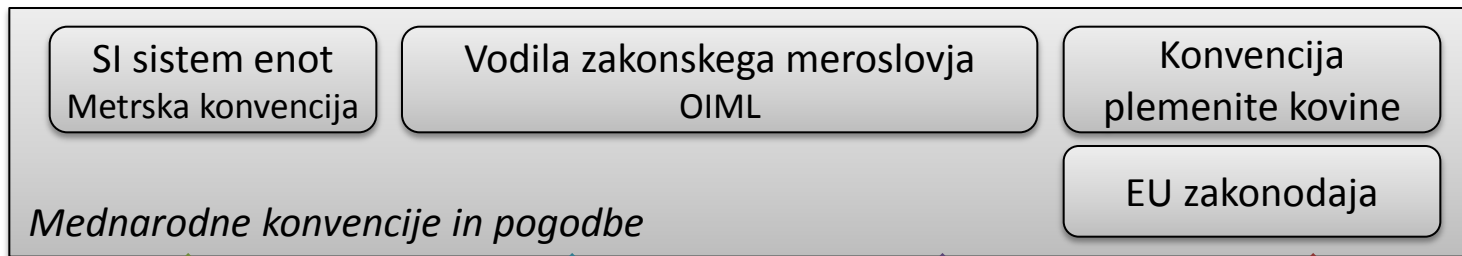 SI sistem enot
Metrska konvencija
Vodila zakonskega meroslovja
OIML
Konvencija
plemenite kovine
EU zakonodaja
Mednarodne konvencije in pogodbe